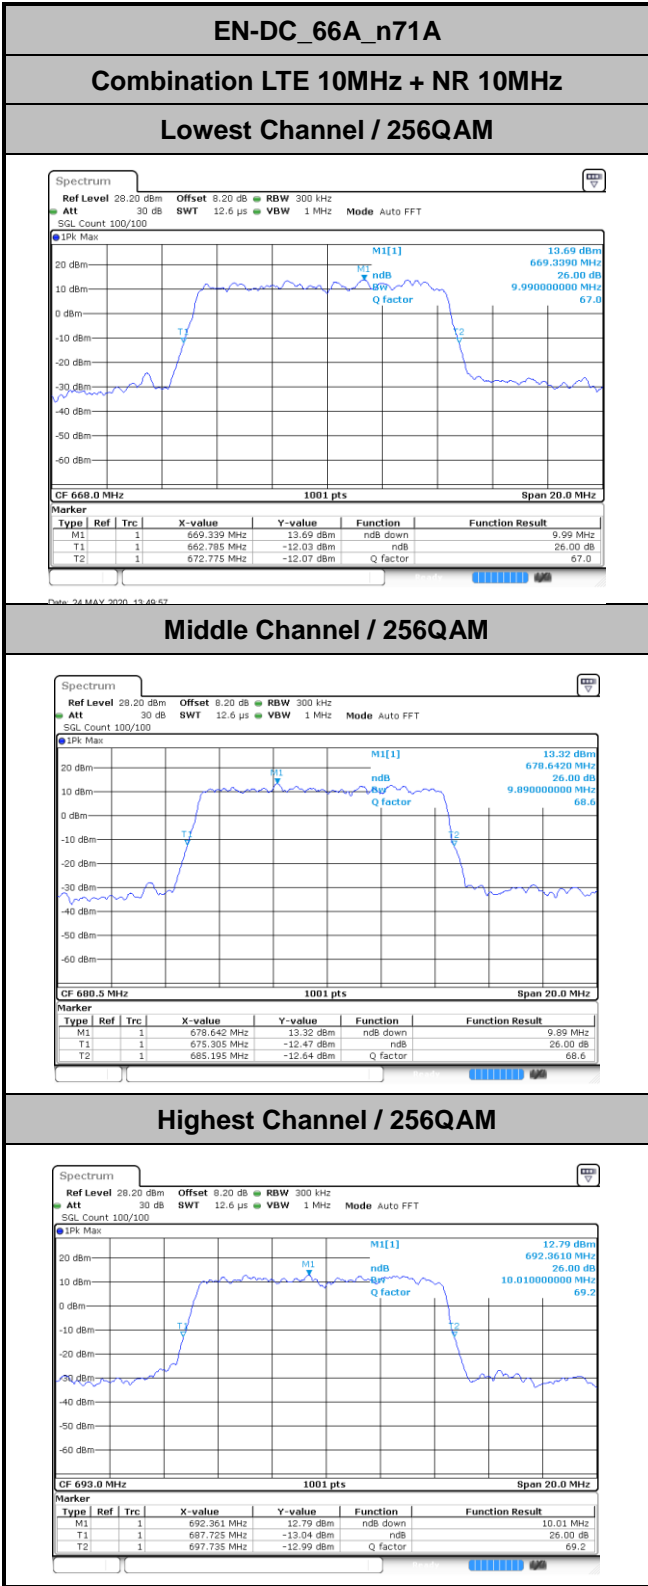 EN-DC_66A_n71A
Combination LTE 10MHz + NR 10MHz
Lowest Channel / 256QAM
Spectrum
Ref Level 28.20 dBm Offset 8.20 dB RBW 300 kHz
Att 30 dB SWT 12.6 µs VBW 1 MHz Mode Auto FFT
SGL Count 100/100
1Pk Max
M1[1] 13.69 dBm
669.3390 MHz
20 dBm
M1
ndB 26.00 dB
10 dBm
Bw 9.990000000 MHz
Q factor 67.0
0 dBm
T1
T2
-10 dBm
-20 dBm
-30 dBm
-40 dBm
-50 dBm
-60 dBm
CF 668.0 MHz 1001 pts Span 20.0 MHz
Marker
Type Ref Trc X-value Y-value Function Function Result
M1 1 669.339 MHz 13.69 dBm ndB down 9.99 MHz
T1 1 662.785 MHz -12.03 dBm ndB 26.00 dB
T2 1 672.775 MHz -12.07 dBm Q factor 67.0
Date: 24.MAY.2020 13:49:57
Middle Channel / 256QAM
Spectrum
Ref Level 28.20 dBm Offset 8.20 dB RBW 300 kHz
Att 30 dB SWT 12.6 µs VBW 1 MHz Mode Auto FFT
SGL Count 100/100
1Pk Max
M1[1] 13.32 dBm
678.6420 MHz
20 dBm
M1
ndB 26.00 dB
10 dBm
Bw 9.890000000 MHz
Q factor 68.6
0 dBm
T1
T2
-10 dBm
-20 dBm
-30 dBm
-40 dBm
-50 dBm
-60 dBm
CF 680.5 MHz 1001 pts Span 20.0 MHz
Marker
Type Ref Trc X-value Y-value Function Function Result
M1 1 678.642 MHz 13.32 dBm ndB down 9.89 MHz
T1 1 675.305 MHz -12.47 dBm ndB 26.00 dB
T2 1 685.195 MHz -12.64 dBm Q factor 68.6
Highest Channel / 256QAM
Spectrum
Ref Level 28.20 dBm Offset 8.20 dB RBW 300 kHz
Att 30 dB SWT 12.6 µs VBW 1 MHz Mode Auto FFT
SGL Count 100/100
1Pk Max
M1[1] 12.79 dBm
692.3610 MHz
20 dBm
M1
ndB 26.00 dB
10 dBm
Bw 10.010000000 MHz
Q factor 69.2
0 dBm
T1
T2
-10 dBm
-20 dBm
-30 dBm
-40 dBm
-50 dBm
-60 dBm
CF 693.0 MHz 1001 pts Span 20.0 MHz
Marker
Type Ref Trc X-value Y-value Function Function Result
M1 1 692.361 MHz 12.79 dBm ndB down 10.01 MHz
T1 1 687.725 MHz -13.04 dBm ndB 26.00 dB
T2 1 697.735 MHz -12.99 dBm Q factor 69.2